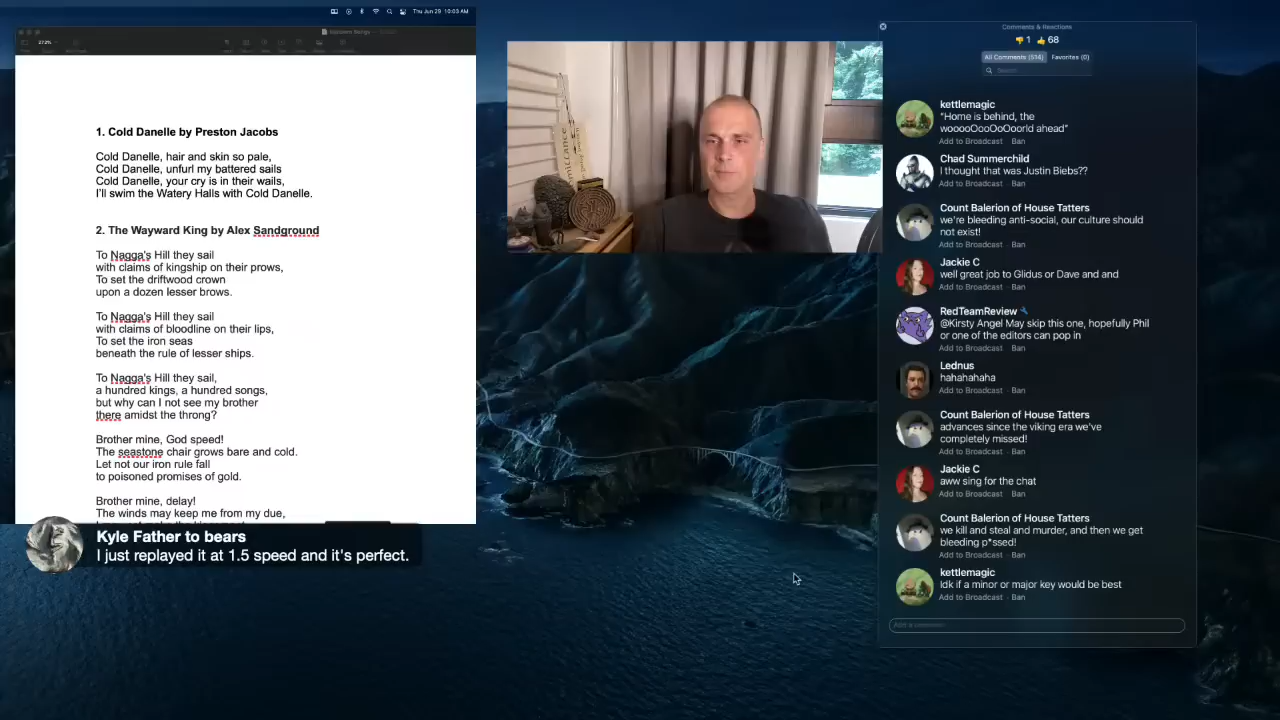 Thu Jun 29 10:03 AM
272%
1. Cold Danelle by Preston Jacobs
Cold Danelle, hair and skin so pale,
Cold Danelle, unfurl my battered sails
Cold Danelle, your cry is in their wails,
I'll swim the Watery Halls with Cold Danelle.
2. The Wayward King by Alex Sandground
To Nagga's Hill they sail
with claims of kingship on their prows,
To set the driftwood crown
upon a dozen lesser brows.
To Nagga's Hill they sail
with claims of bloodline on their lips,
To set the iron seas
beneath the rule of lesser ships.
To Nagga's Hill they sail,
a hundred kings, a hundred songs,
but why can I not see my brother
there amidst the throng?
Brother mine, God speed!
The seastone chair grows bare and cold.
Let not our iron rule fall
to poisoned promises of gold.
Brother mine, delay!
The winds may keep me from my due,
Kyle Father to bears
I just replayed it at 1.5 speed and it's perfect.
Comments & Reactions
👎 1 👍 68
All Comments (514) Favorites (0)
Search
kettlemagic
"Home is behind, the
wooooOooOoOoorld ahead"
Add to Broadcast · Ban
Chad Summerchild
I thought that was Justin Biebs??
Add to Broadcast · Ban
Count Balerion of House Tatters
we're bleeding anti-social, our culture should
not exist!
Add to Broadcast · Ban
Jackie C
well great job to Glidus or Dave and and
Add to Broadcast · Ban
RedTeamReview
@Kirsty Angel May skip this one, hopefully Phil
or one of the editors can pop in
Add to Broadcast · Ban
Lednus
hahahahaha
Add to Broadcast · Ban
Count Balerion of House Tatters
advances since the viking era we've
completely missed!
Add to Broadcast · Ban
Jackie C
aww sing for the chat
Add to Broadcast · Ban
Count Balerion of House Tatters
we kill and steal and murder, and then we get
bleeding p*ssed!
Add to Broadcast · Ban
kettlemagic
Idk if a minor or major key would be best
Add to Broadcast · Ban
Add a comment